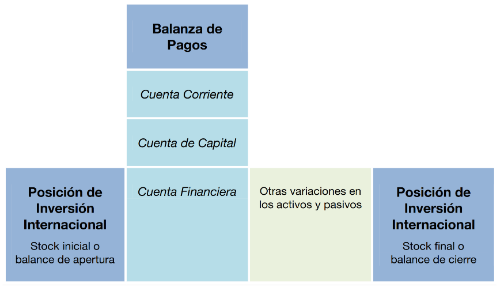 Balanza de
Pagos
Cuenta Corriente
Cuenta de Capital
Posición de
Inversión
Internacional
Stock inicial o
balance de apertura
Cuenta Financiera
Otras variaciones en
los activos y pasivos
Posición de
Inversión
Internacional
Stock final o
balance de cierre